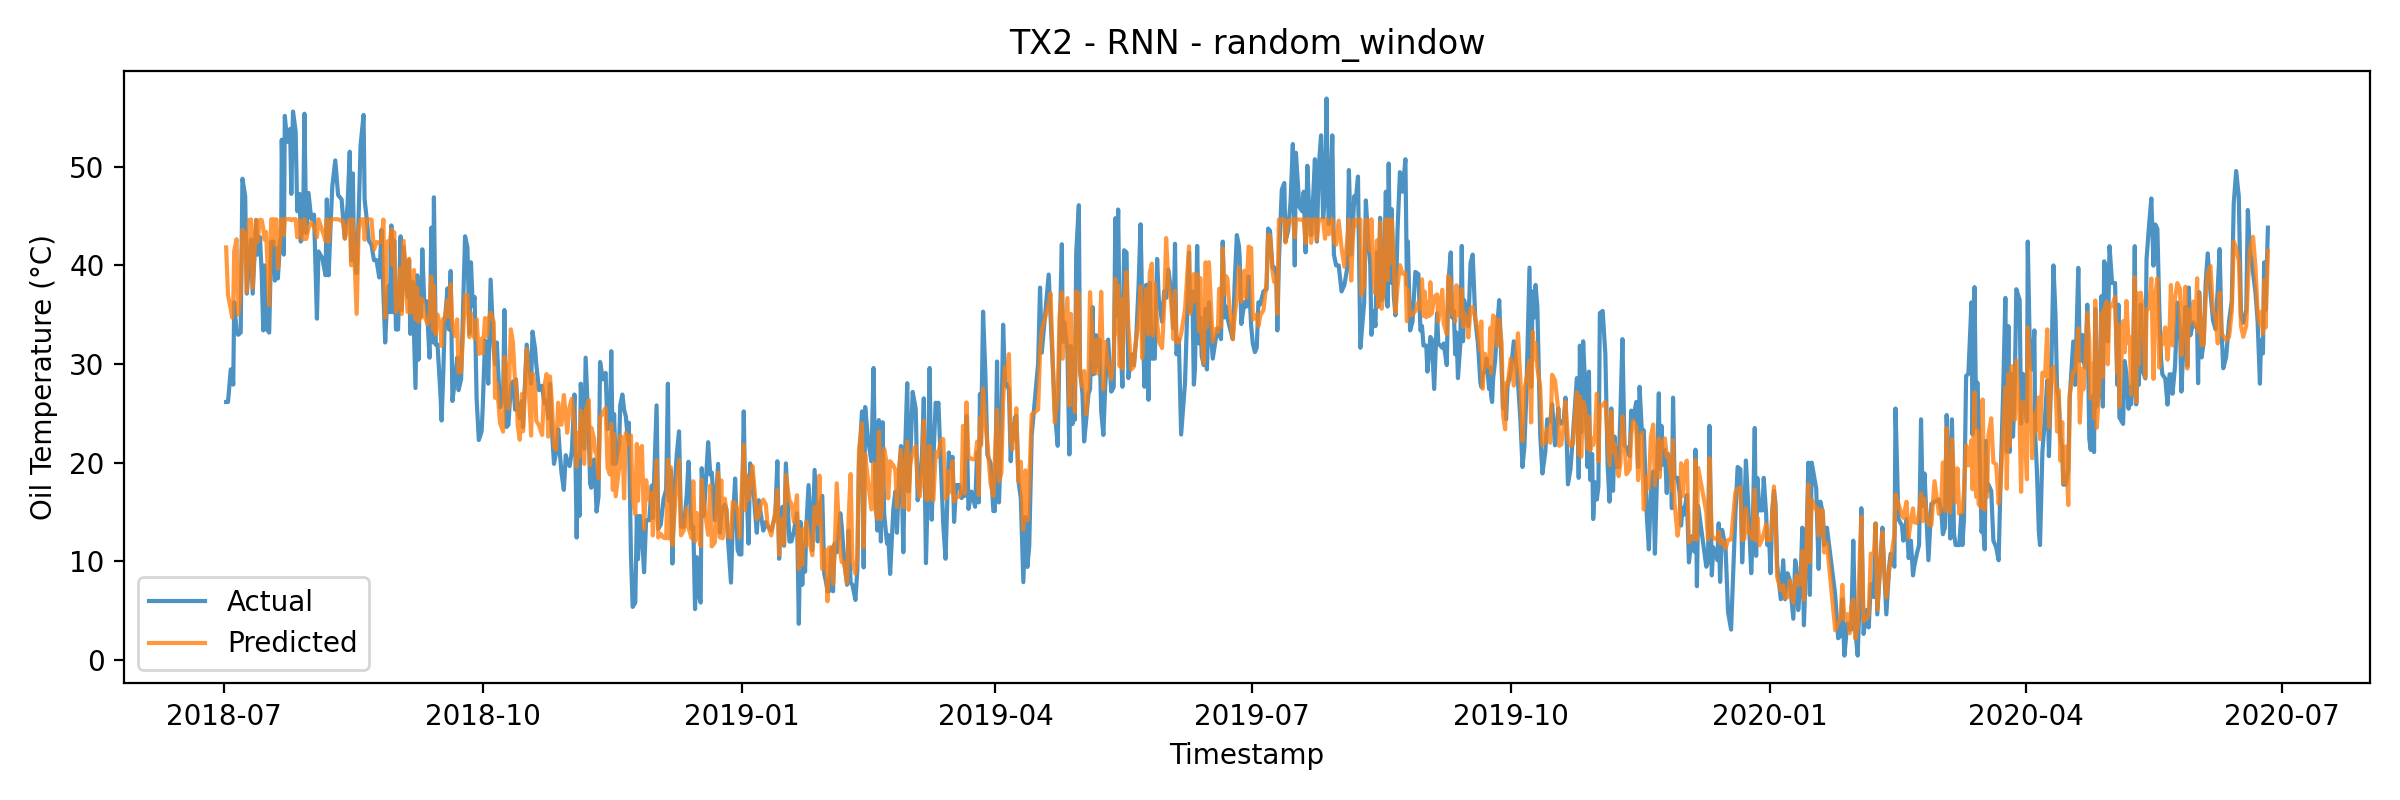 TX2 - RNN - random_window
Oil Temperature (°C)
50
40
30
20
10
0
Actual
Predicted
2018-07 2018-10 2019-01 2019-04 2019-07 2019-10 2020-01 2020-04 2020-07
Timestamp